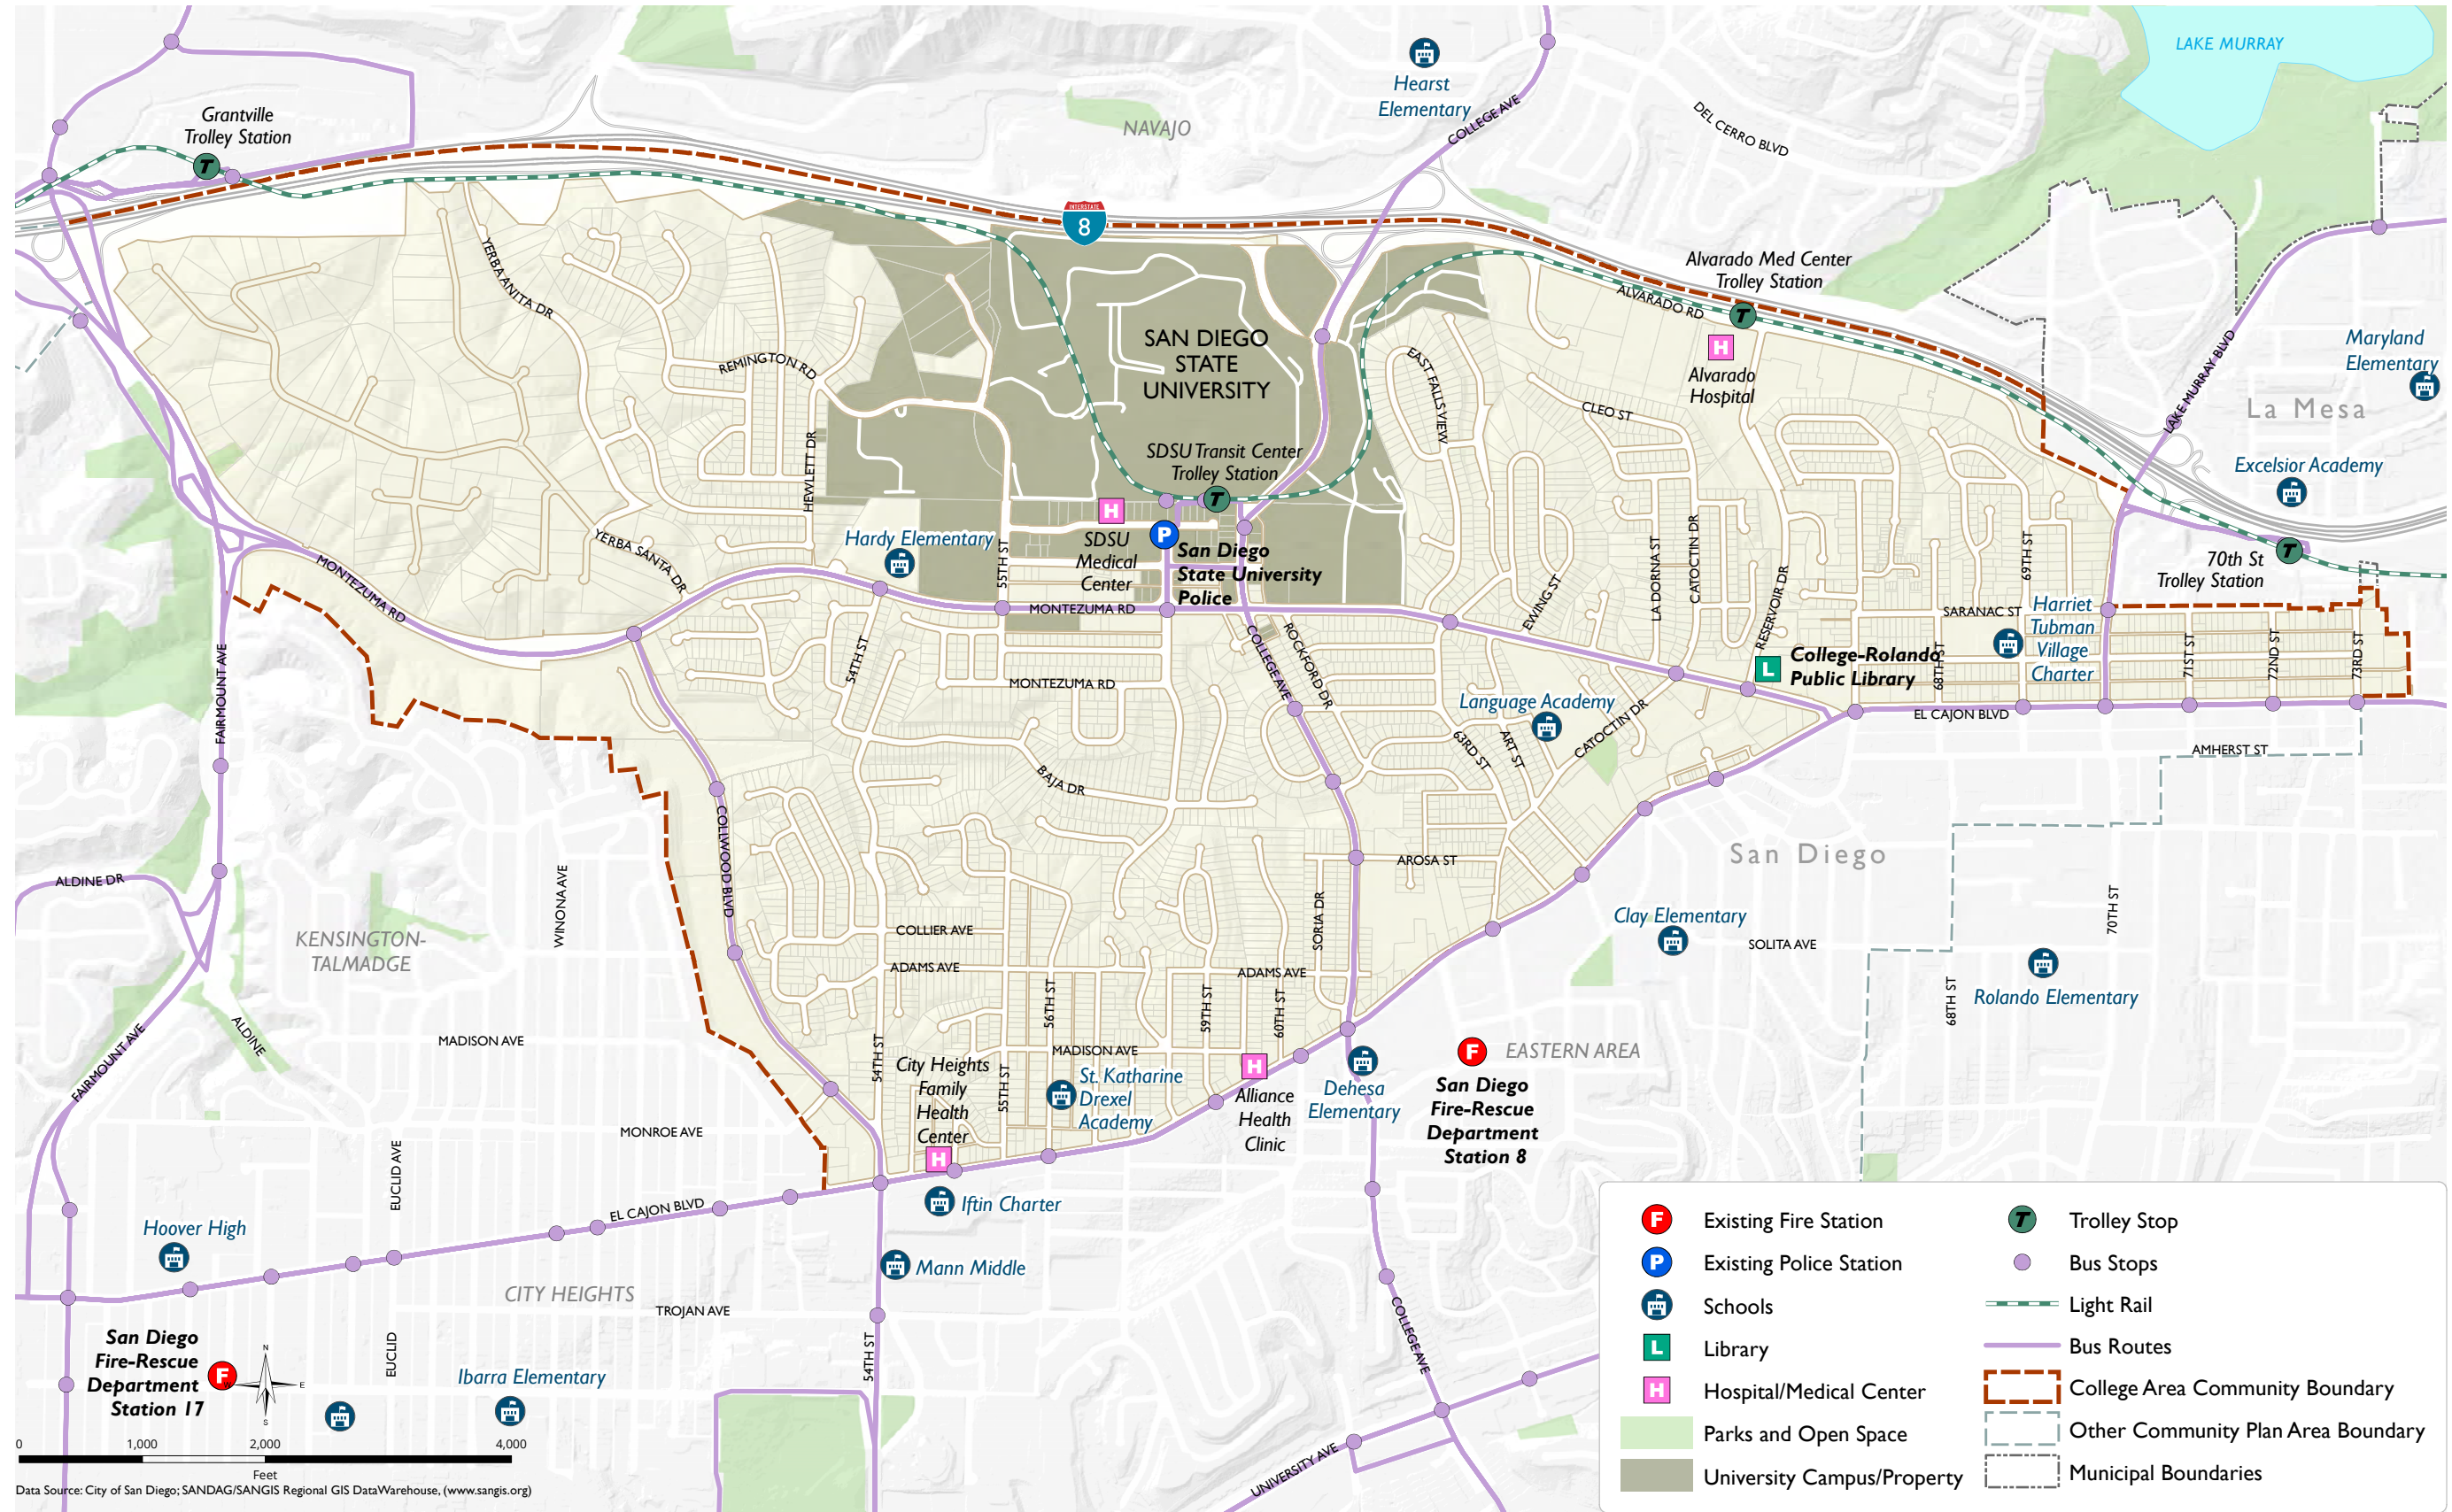 LAKE MURRAY
Hearst
Elementary
COLLEGE AVE
DEL CERRO BLVD
NAVAJO
Grantville
Trolley Station
T
INTERSTATE
8
YERBA ANITA DR
Alvarado Med Center
Trolley Station
ALVARADO RD
T
H
Alvarado
Hospital
LAKE MURRAY BLVD
Maryland
Elementary
La Mesa
Excelsior Academy
SAN DIEGO
STATE
UNIVERSITY
REMINGTON RD
EAST FALLS VIEW
CLEO ST
HEWLETT DR
SDSU Transit Center
Trolley Station
T
H
SDSU
Medical
Center
P
San Diego
State University
Police
Hardy Elementary
55TH ST
YERBA SANTA DR
MONTEZUMA RD
MONTEZUMA RD
EWING ST
LA DORNA ST
CATOCTIN DR
RESERVOIR DR
69TH ST
70th St
Trolley Station
T
SARANAC ST
Harriet
Tubman
Village
Charter
68TH ST
71ST ST
72ND ST
73RD ST
L
College-Rolando
Public Library
FAIRMOUNT AVE
54TH ST
MONTEZUMA RD
COLLEGE AVE
ROCKFORD DR
Language Academy
CATOCTIN DR
63RD ST
ART ST
EL CAJON BLVD
AMHERST ST
BAJA DR
COLLWOOD BLVD
AROSA ST
San Diego
ALDINE DR
WINONA AVE
SORIA DR
Clay Elementary
SOLITA AVE
70TH ST
KENSINGTON-
TALMADGE
COLLIER AVE
ADAMS AVE
ADAMS AVE
56TH ST
59TH ST
60TH ST
68TH ST
Rolando Elementary
ALDINE
FAIRMOUNT AVE
MADISON AVE
54TH ST
City Heights
Family
Health
Center
H
55TH ST
MADISON AVE
St. Katharine
Drexel
Academy
H
Alliance
Health
Clinic
Dehesa
Elementary
F
EASTERN AREA
San Diego
Fire-Rescue
Department
Station 8
MONROE AVE
EUCLID AVE
EL CAJON BLVD
Iftin Charter
Hoover High
Mann Middle
CITY HEIGHTS
TROJAN AVE
San Diego
Fire-Rescue
Department
Station 17
F
N
E
S
EUCLID
Ibarra Elementary
54TH ST
COLLEGE AVE
UNIVERSITY AVE
0 1,000 2,000 4,000
Feet
Data Source: City of San Diego; SANDAG/SANGIS Regional GIS DataWarehouse, (www.sangis.org)
F Existing Fire Station
P Existing Police Station
Schools
L Library
H Hospital/Medical Center
Parks and Open Space
University Campus/Property
T Trolley Stop
Bus Stops
Light Rail
Bus Routes
College Area Community Boundary
Other Community Plan Area Boundary
Municipal Boundaries